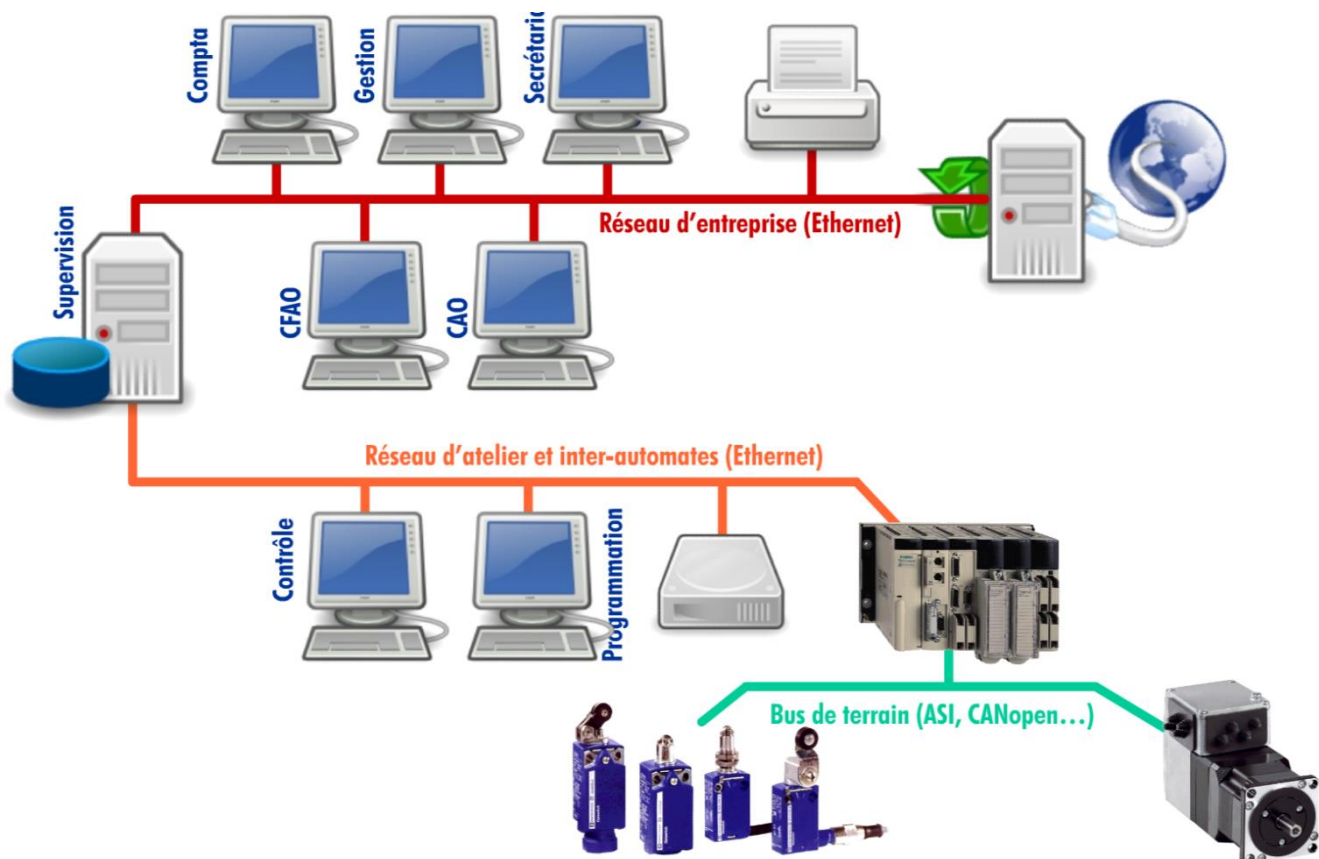 Compta
Gestion
Secrétaric
Réseau d'entreprise (Ethernet)
Supervision
CFAO
CAO
Réseau d'atelier et inter-automates (Ethernet)
Contrôle
Programmation
Bus de terrain (ASI, CANopen...)